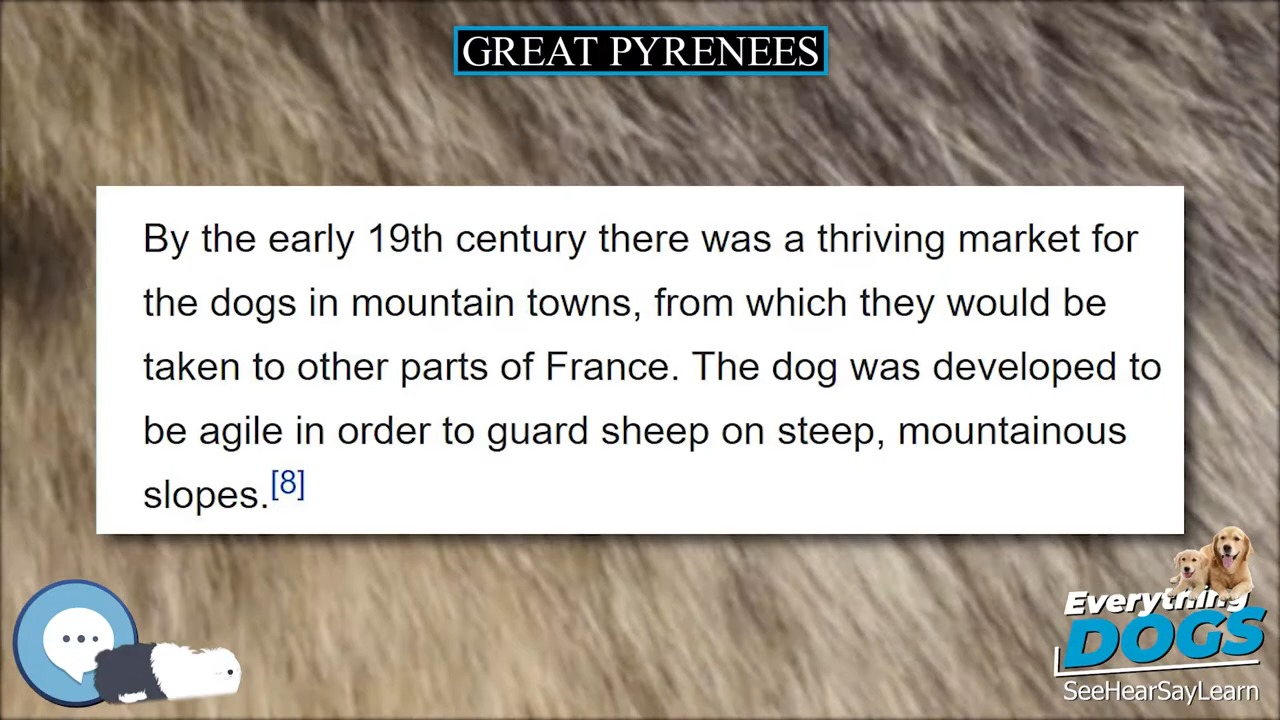 GREAT PYRENEES
By the early 19th century there was a thriving market for
the dogs in mountain towns, from which they would be
taken to other parts of France. The dog was developed to
be agile in order to guard sheep on steep, mountainous
slopes.[8]
Everything
DOGS
SeeHearSayLearn